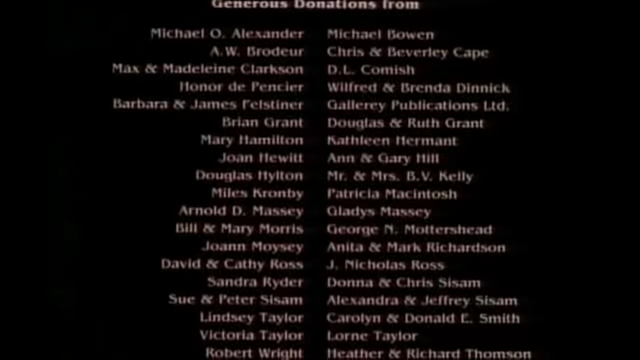 Generous Donations from
Michael O. Alexander Michael Bowen
A.W. Brodeur Chris & Beverley Cape
Max & Madeleine Clarkson D.L. Comish
Honor de Pencier Wilfred & Brenda Dinnick
Barbara & James Felstiner Gallerey Publications Ltd.
Brian Grant Douglas & Ruth Grant
Mary Hamilton Kathleen Hermant
Joan Hewitt Ann & Gary Hill
Douglas Hylton Mr. & Mrs. B.V. Kelly
Miles Kronby Patricia Macintosh
Arnold D. Massey Gladys Massey
Bill & Mary Morris George N. Mottershead
Joann Moysey Anita & Mark Richardson
David & Cathy Ross J. Nicholas Ross
Sandra Ryder Donna & Chris Sisam
Sue & Peter Sisam Alexandra & Jeffrey Sisam
Lindsey Taylor Carolyn & Donald E. Smith
Victoria Taylor Lorne Taylor
Robert Wright Heather & Richard Thomson